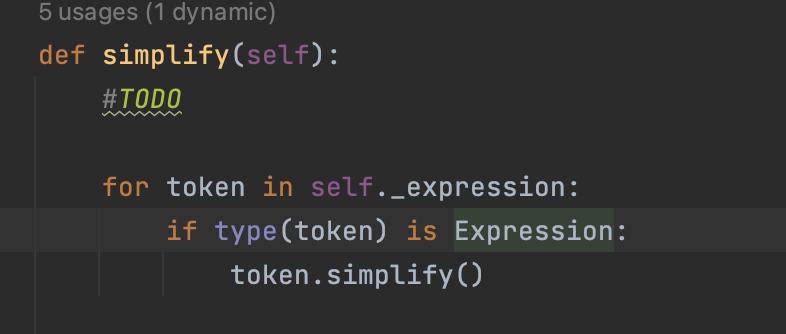 5 usages (1 dynamic)
def simplify(self):
#TODO
for token in self._expression:
if type(token) is Expression:
token.simplify()